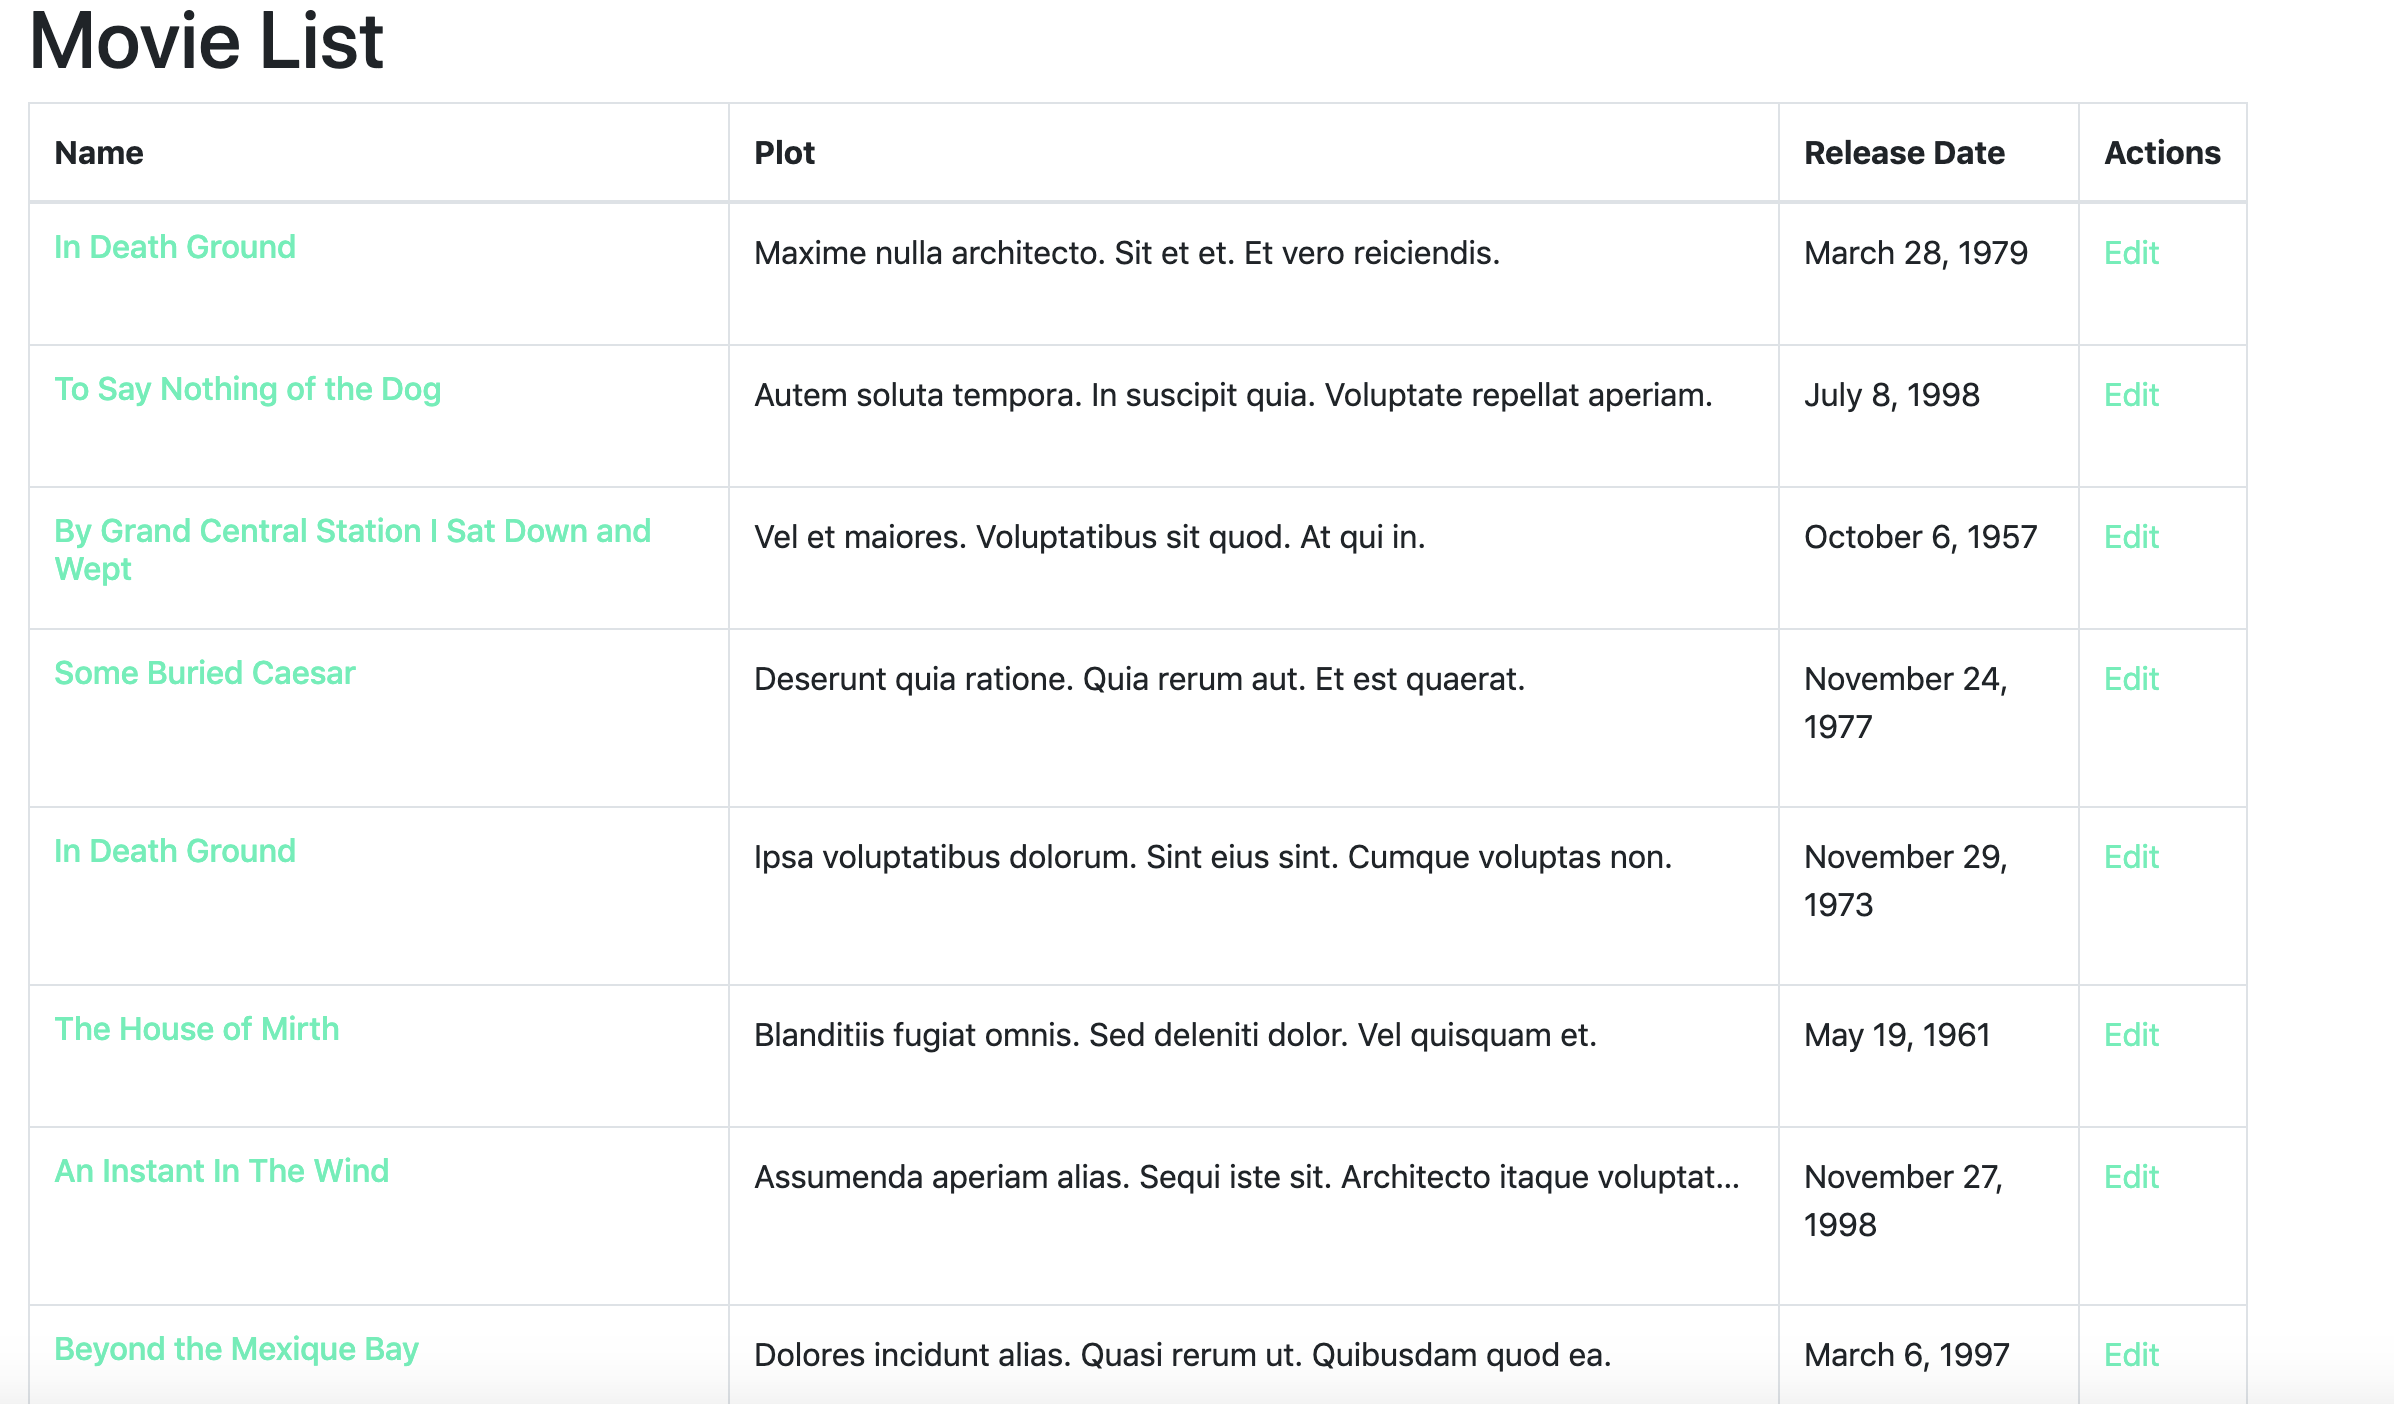 Movie List
Name Plot Release Date Actions
In Death Ground Maxime nulla architecto. Sit et et. Et vero reiciendis. March 28, 1979 Edit
To Say Nothing of the Dog Autem soluta tempora. In suscipit quia. Voluptate repellat aperiam. July 8, 1998 Edit
By Grand Central Station I Sat Down and Vel et maiores. Voluptatibus sit quod. At qui in. October 6, 1957 Edit
Wept
Some Buried Caesar Deserunt quia ratione. Quia rerum aut. Et est quaerat. November 24, Edit
1977
In Death Ground Ipsa voluptatibus dolorum. Sint eius sint. Cumque voluptas non. November 29, Edit
1973
The House of Mirth Blanditiis fugiat omnis. Sed deleniti dolor. Vel quisquam et. May 19, 1961 Edit
An Instant In The Wind Assumenda aperiam alias. Sequi iste sit. Architecto itaque voluptat... November 27, Edit
1998
Beyond the Mexique Bay Dolores incidunt alias. Quasi rerum ut. Quibusdam quod ea. March 6, 1997 Edit